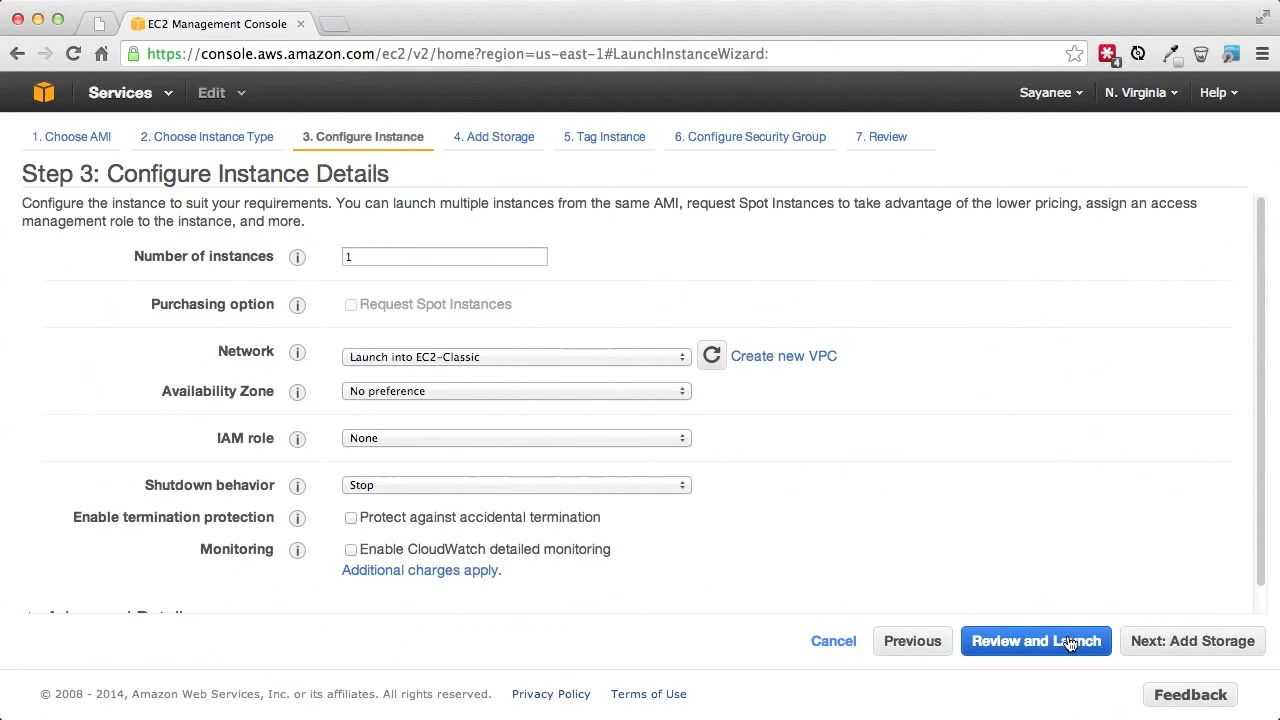 EC2 Management Console
https://console.aws.amazon.com/ec2/v2/home?region=us-east-1#LaunchInstanceWizard:
4
Services Edit Sayanee N. Virginia Help
1. Choose AMI 2. Choose Instance Type 3. Configure Instance 4. Add Storage 5. Tag Instance 6. Configure Security Group 7. Review
Step 3: Configure Instance Details
Configure the instance to suit your requirements. You can launch multiple instances from the same AMI, request Spot Instances to take advantage of the lower pricing, assign an access
management role to the instance, and more.
Number of instances 1
Purchasing option Request Spot Instances
Network Launch into EC2-Classic Create new VPC
Availability Zone No preference
IAM role None
Shutdown behavior Stop
Enable termination protection Protect against accidental termination
Monitoring Enable CloudWatch detailed monitoring
Additional charges apply.
Cancel Previous Review and Launch Next: Add Storage
© 2008 - 2014, Amazon Web Services, Inc. or its affiliates. All rights reserved. Privacy Policy Terms of Use Feedback